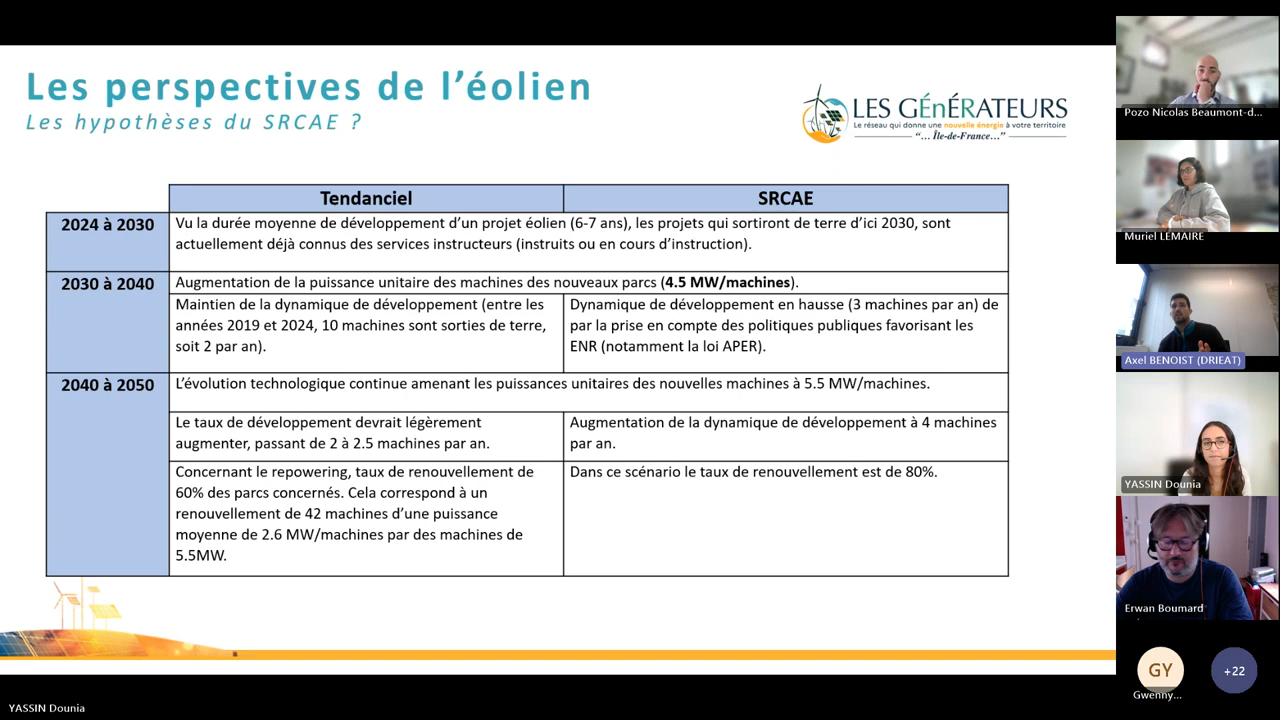 Les perspectives de l'éolien
Les hypothèses du SRCAE ?
LES GÉnÉRATEURS
Le réseau qui donne une nouvelle énergie à votre territoire
“... Île-de-France...”
Tendanciel
SRCAE
2024 à 2030
Vu la durée moyenne de développement d'un projet éolien (6-7 ans), les projets qui sortiront de terre d'ici 2030, sont
actuellement déjà connus des services instructeurs (instruits ou en cours d'instruction).
2030 à 2040
Augmentation de la puissance unitaire des machines des nouveaux parcs (4.5 MW/machines).
Maintien de la dynamique de développement (entre les
années 2019 et 2024, 10 machines sont sorties de terre,
soit 2 par an).
Dynamique de développement en hausse (3 machines par an) de
par la prise en compte des politiques publiques favorisant les
ENR (notamment la loi APER).
2040 à 2050
L'évolution technologique continue amenant les puissances unitaires des nouvelles machines à 5.5 MW/machines.
Le taux de développement devrait légèrement
augmenter, passant de 2 à 2.5 machines par an.
Augmentation de la dynamique de développement à 4 machines
par an.
Concernant le repowering, taux de renouvellement de
60% des parcs concernés. Cela correspond à un
renouvellement de 42 machines d'une puissance
moyenne de 2.6 MW/machines par des machines de
5.5MW.
Dans ce scénario le taux de renouvellement est de 80%.
Pozo Nicolas Beaumont-d...
Muriel LEMAIRE
Axel BENOIST (DRIEAT)
YASSIN Dounia
Erwan Boumard
GY
Gwenny...
+22
YASSIN Dounia